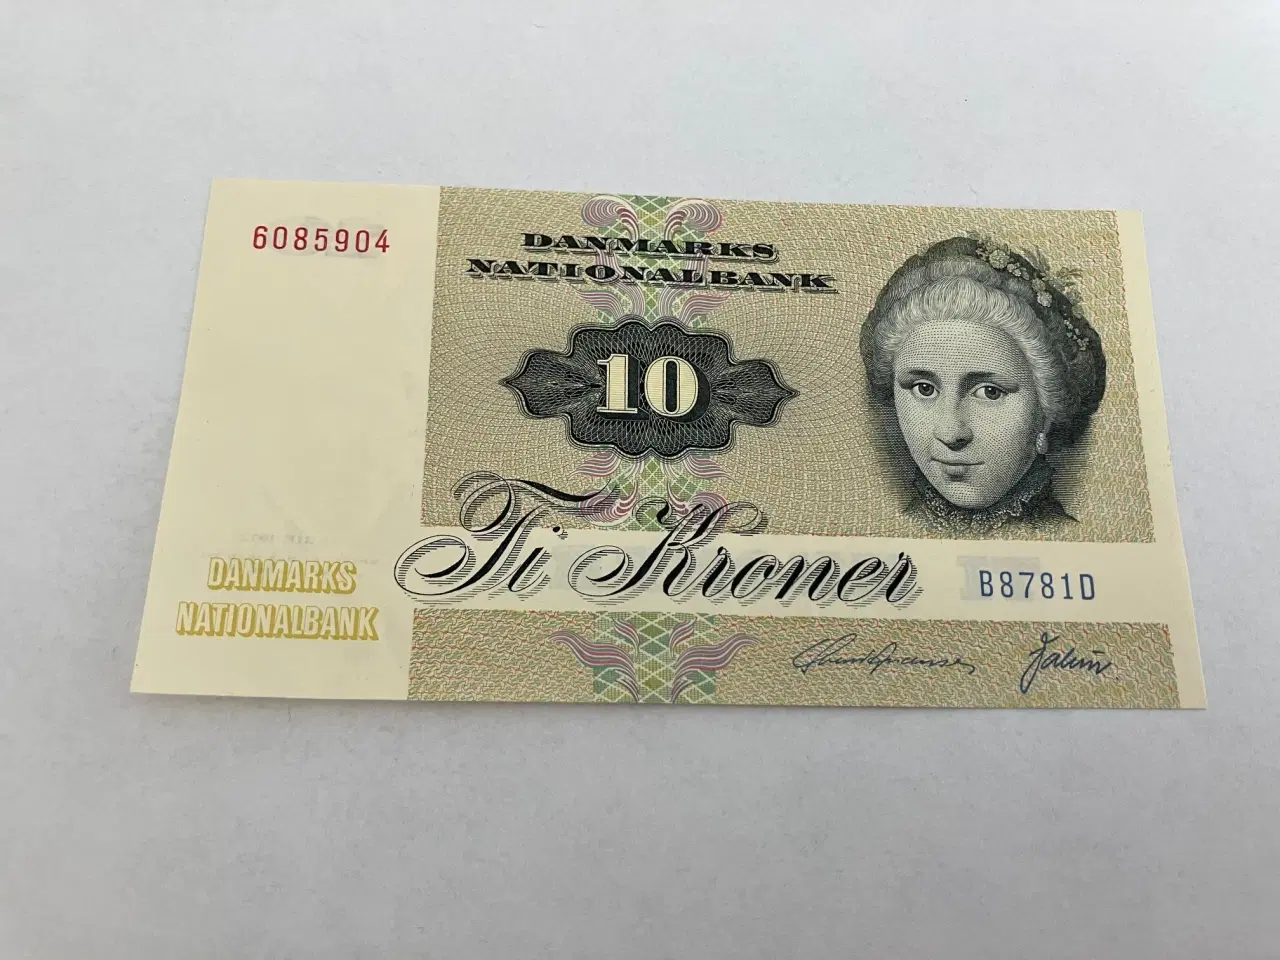 6085904
DANMARKS
NATIONALBANK
10
Ti Kroner
DANMARKS
NATIONALBANK
B8781D